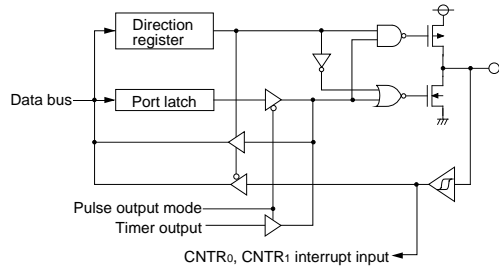 Direction
register
Data bus
Port latch
Pulse output mode
Timer output
CNTR0, CNTR1 interrupt input